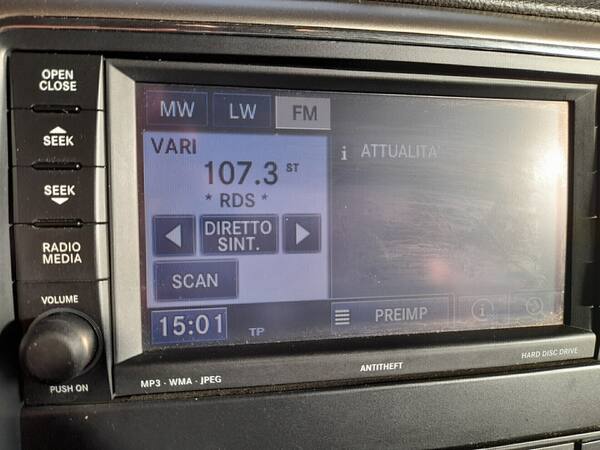 OPEN
CLOSE
SEEK
SEEK
RADIO
MEDIA
VOLUME
PUSH ON
MW LW FM
VARI
107.3 ST
* RDS *
DIRETTO
SINT.
SCAN
i ATTUALITA'
15:01 TP PREIMP
MP3 · WMA · JPEG
ANTITHEFT
HARD DISC DRIVE